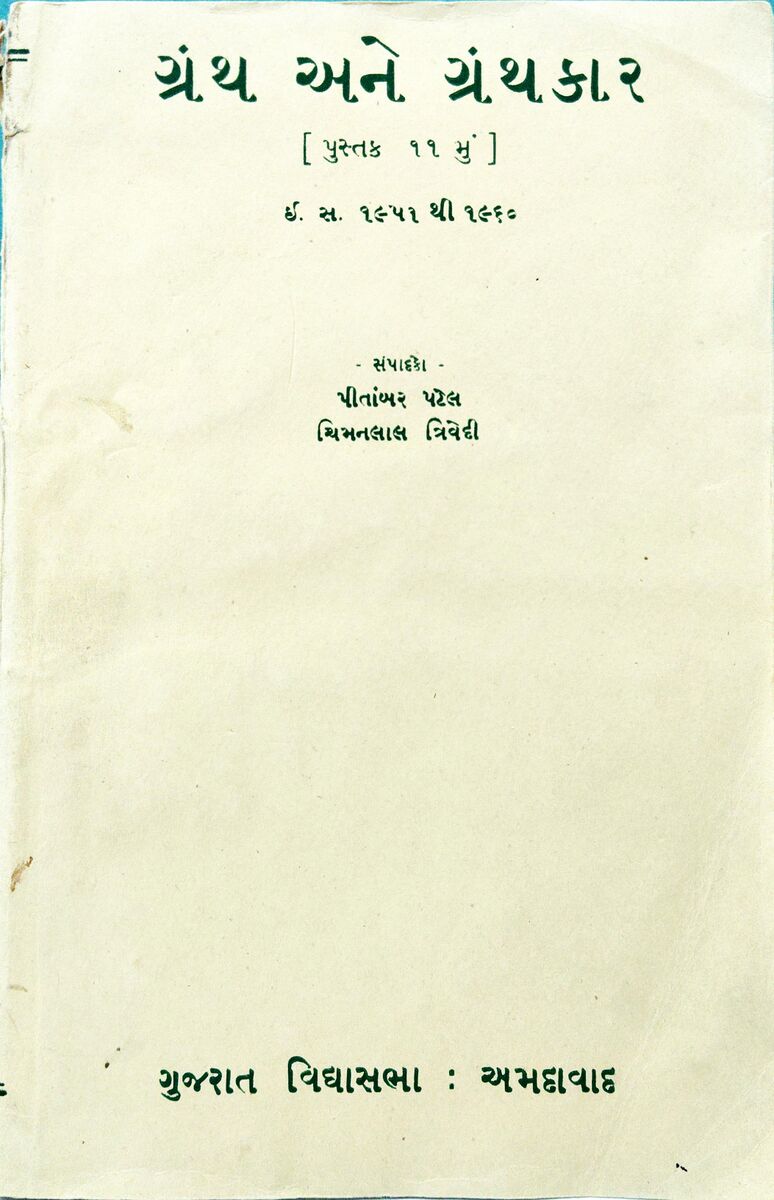 ગ્રંથ અને ગ્રંથકાર
[ પુસ્તક ૧૧ મું ]
ઇ. સ. ૧૯૫૧ થી ૧૯૬૦
- સંપાદકો -
પીતાંબર પટેલ
ચિમનલાલ ત્રિવેદી
ગુજરાત વિદ્યાસભા : અમદાવાદ